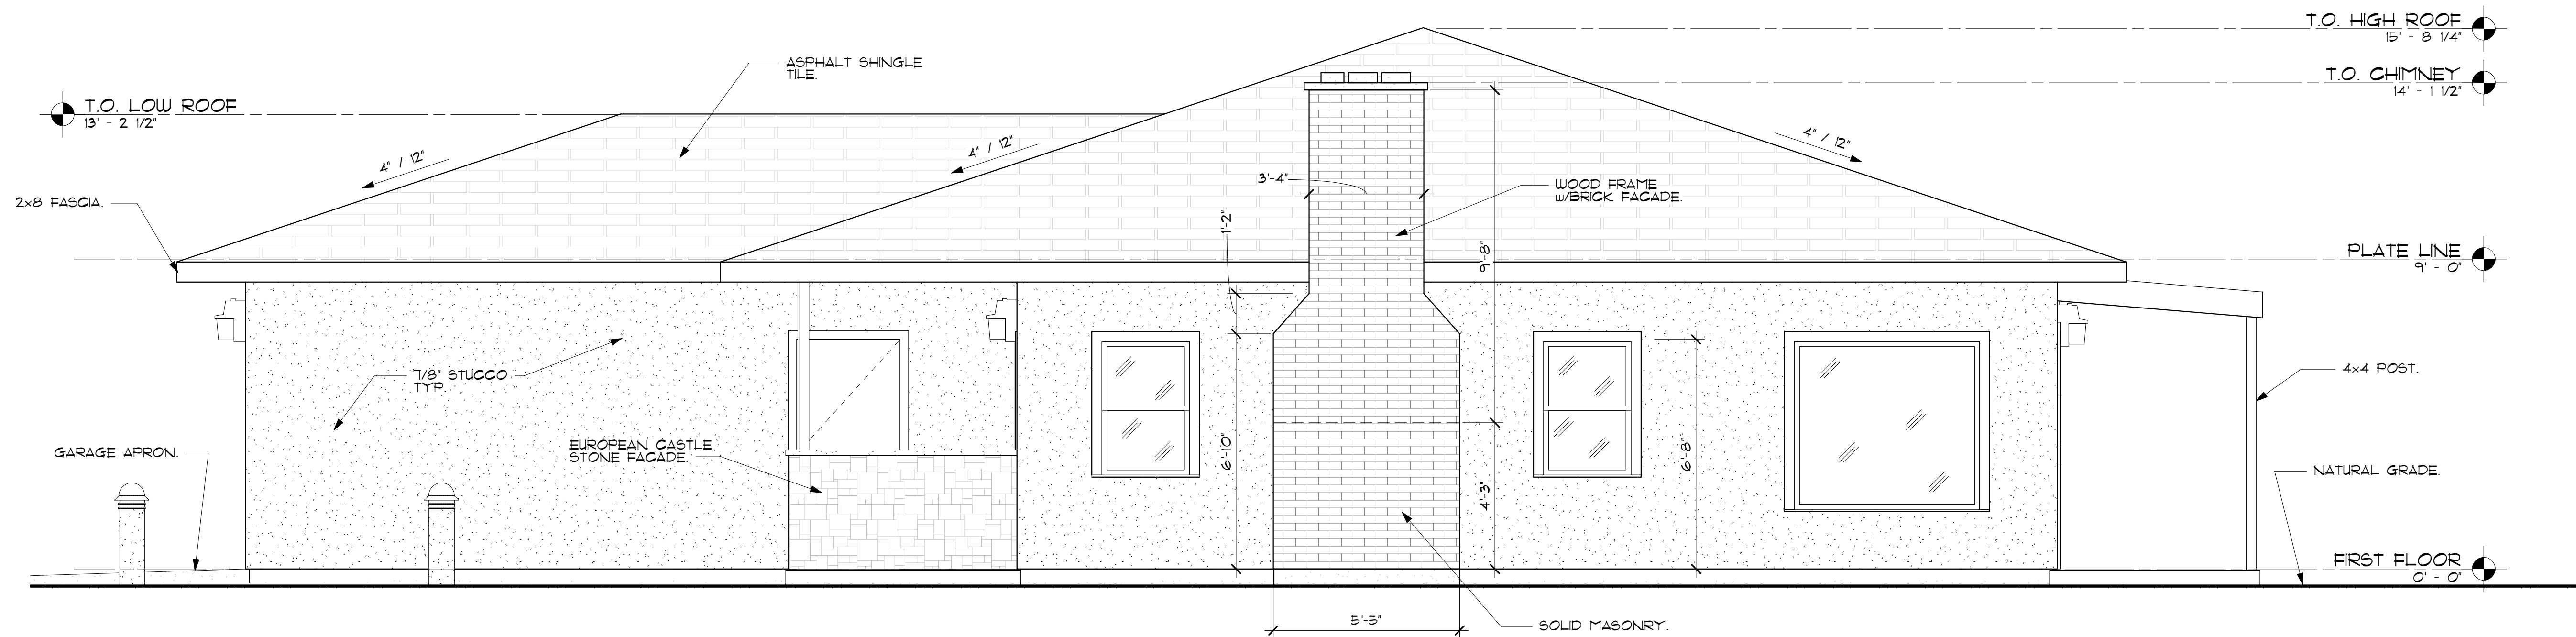 T.O. HIGH ROOF
15' - 8 1/4"
ASPHALT SHINGLE
TILE.
T.O. CHIMNEY
14' - 1 1/2"
T.O. LOW ROOF
13' - 2 1/2"
4" / 12"
4" / 12"
4" / 12"
3'-4"
WOOD FRAME
w/BRICK FACADE.
2x8 FASCIA.
1'-2"
9'-8"
PLATE LINE
9' - 0"
7/8" STUCCO
TYP.
4x4 POST.
EUROPEAN CASTLE
STONE FACADE.
GARAGE APRON.
6'-10"
6'-8"
4'-3"
NATURAL GRADE.
FIRST FLOOR
0' - 0"
5'-5"
SOLID MASONRY.